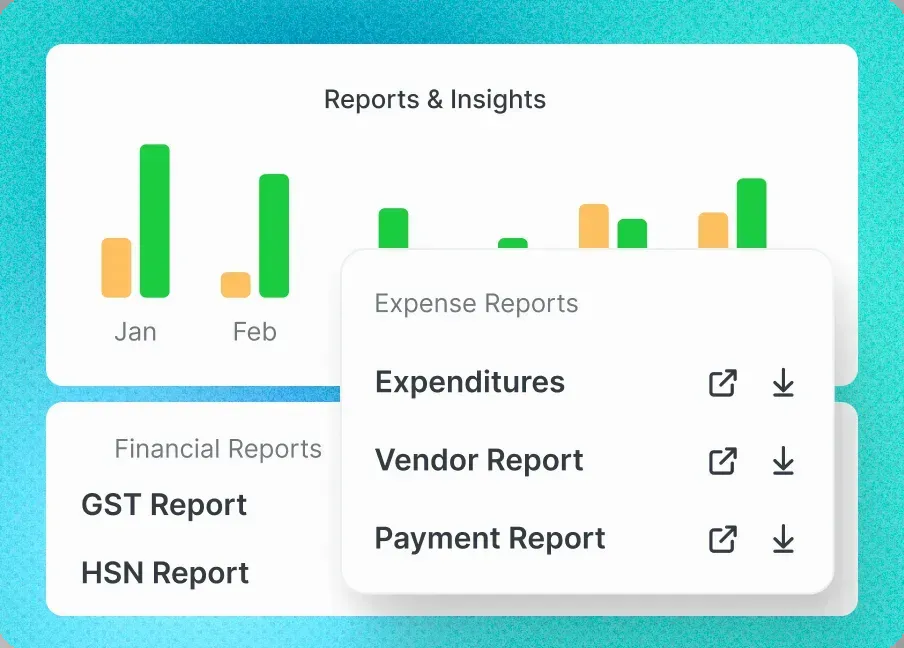 Reports & Insights
Jan
Feb
Expense Reports
Expenditures
Vendor Report
Payment Report
Financial Reports
GST Report
HSN Report